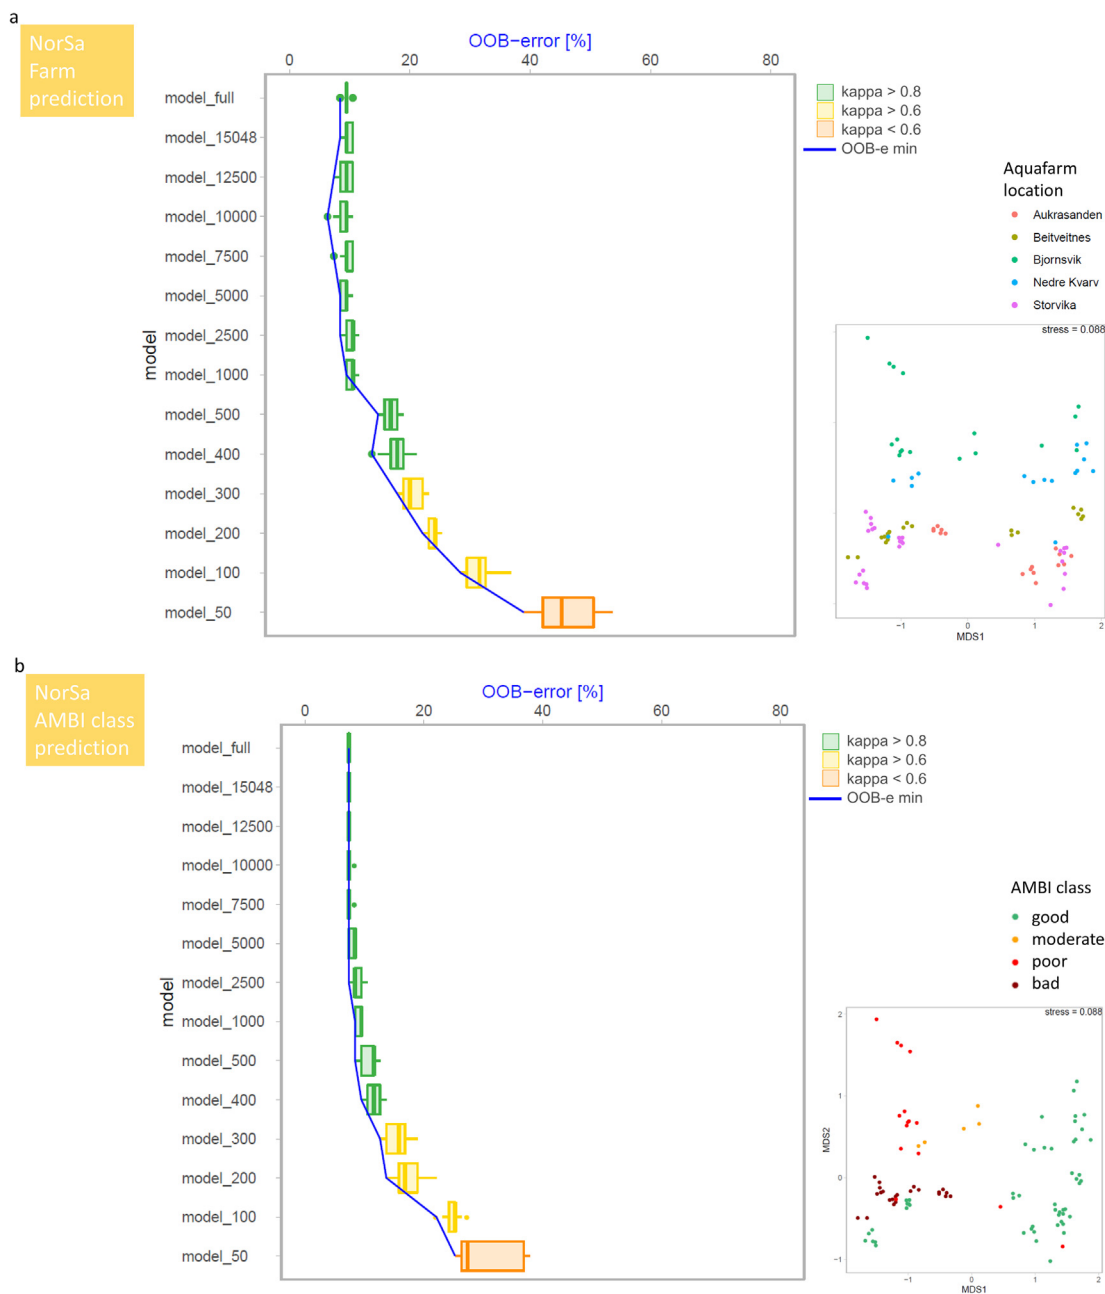 a
NorSa
Farm
prediction
OOB−error [%]
0 20 40 60 80
model_full
model_15048
model_12500
model_10000
model_7500
model_5000
model_2500
model_1000
model_500
model_400
model_300
model_200
model_100
model_50
model
kappa > 0.8
kappa > 0.6
kappa < 0.6
OOB-e min
Aquafarm
location
Aukrasanden
Beitveitnes
Bjornsvik
Nedre Kvarv
Storvika
stress = 0.088
−1 0 1 2
MDS1
b
NorSa
AMBI class
prediction
OOB−error [%]
0 20 40 60 80
model_full
model_15048
model_12500
model_10000
model_7500
model_5000
model_2500
model_1000
model_500
model_400
model_300
model_200
model_100
model_50
model
kappa > 0.8
kappa > 0.6
kappa < 0.6
OOB-e min
AMBI class
good
moderate
poor
bad
stress = 0.088
2
1
0
−1
MDS2
−1 0 1 2
MDS1